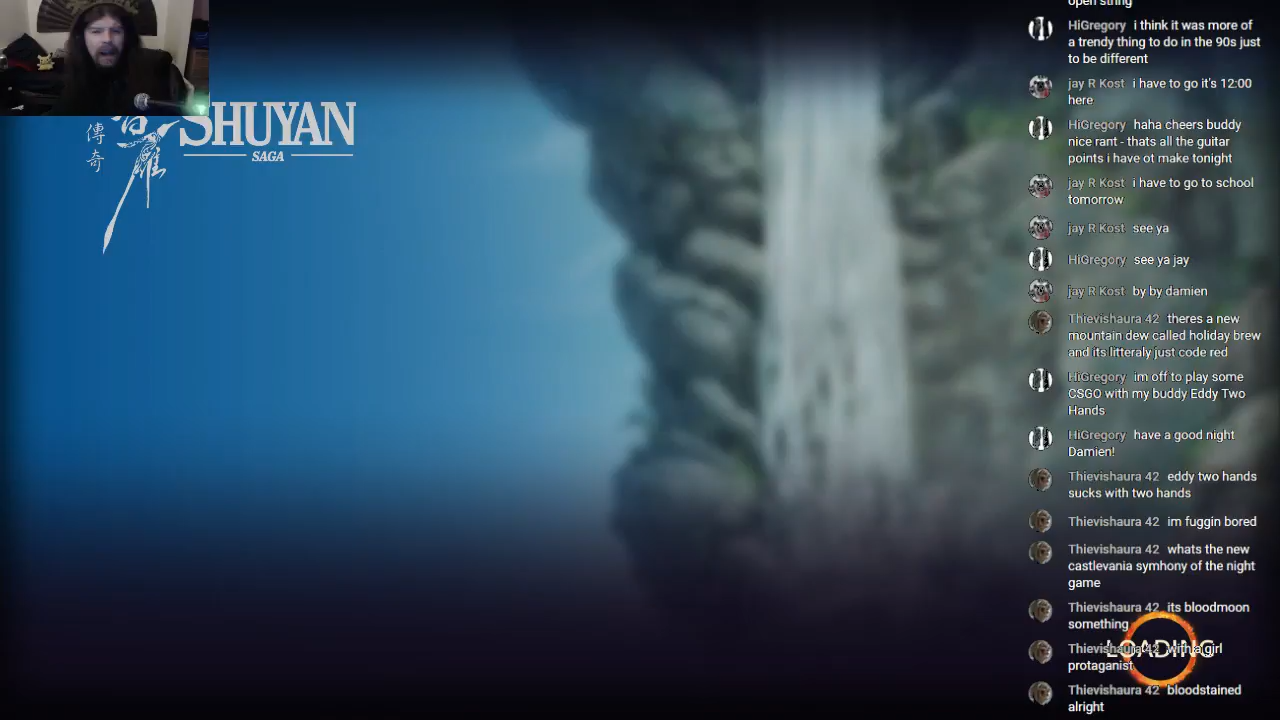 傳
奇
SHUYAN
SAGA
open string
HiGregory i think it was more of
a trendy thing to do in the 90s just
to be different
jay R Kost i have to go it's 12:00
here
HiGregory haha cheers buddy
nice rant - thats all the guitar
points i have ot make tonight
jay R Kost i have to go to school
tomorrow
jay R Kost see ya
HiGregory see ya jay
jay R Kost by by damien
Thievishaura 42 theres a new
mountain dew called holiday brew
and its litteraly just code red
HiGregory im off to play some
CSGO with my buddy Eddy Two
Hands
HiGregory have a good night
Damien!
Thievishaura 42 eddy two hands
sucks with two hands
Thievishaura 42 im fuggin bored
Thievishaura 42 whats the new
castlevania symhony of the night
game
Thievishaura 42 its bloodmoon
something
Thievishaura 42 with a girl
protaganist
LOADING
Thievishaura 42 bloodstained
alright